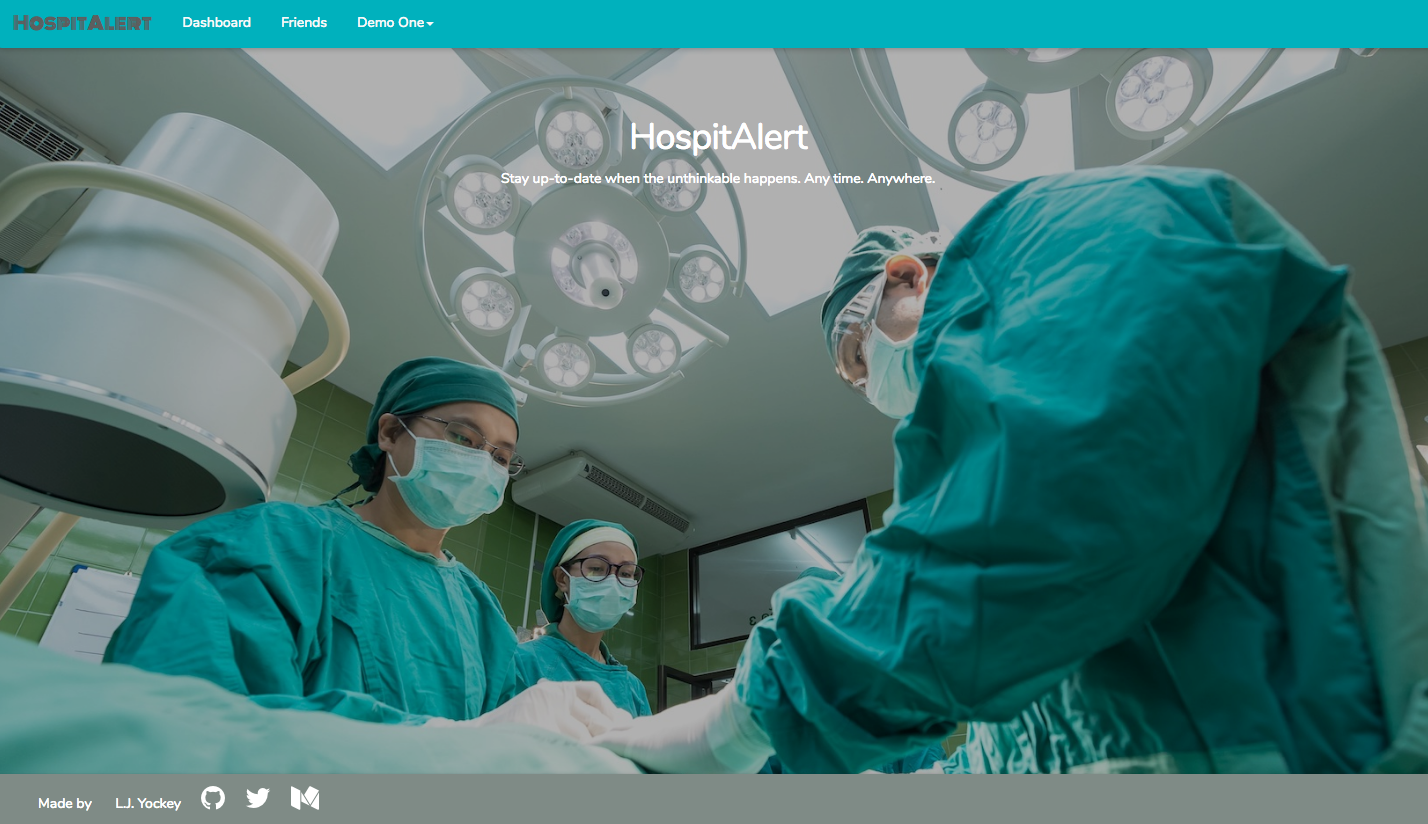 HOSPITALERT Dashboard Friends Demo One
HospitAlert
Stay up-to-date when the unthinkable happens. Any time. Anywhere.
Made by L.J. Yockey